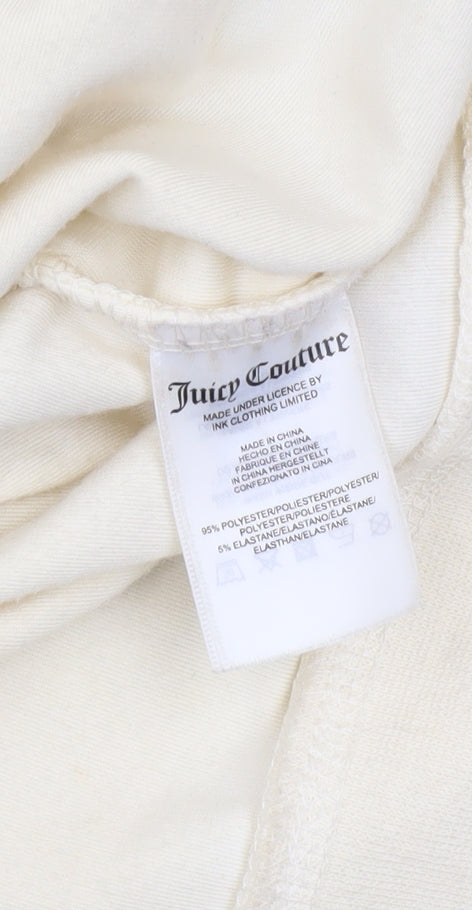 Juicy Couture
MADE UNDER LICENCE BY
INK CLOTHING LIMITED
MADE IN CHINA
HECHO EN CHINA
FABRIQUE EN CHINE
IN CHINA HERGESTELLT
CONFEZIONATO IN CINA
95% POLYESTER/POLIESTER/POLYESTER/
POLYESTER/POLIESTERE
5% ELASTANE/ELASTANO/ÉLASTANE/
ELASTHAN/ELASTANE